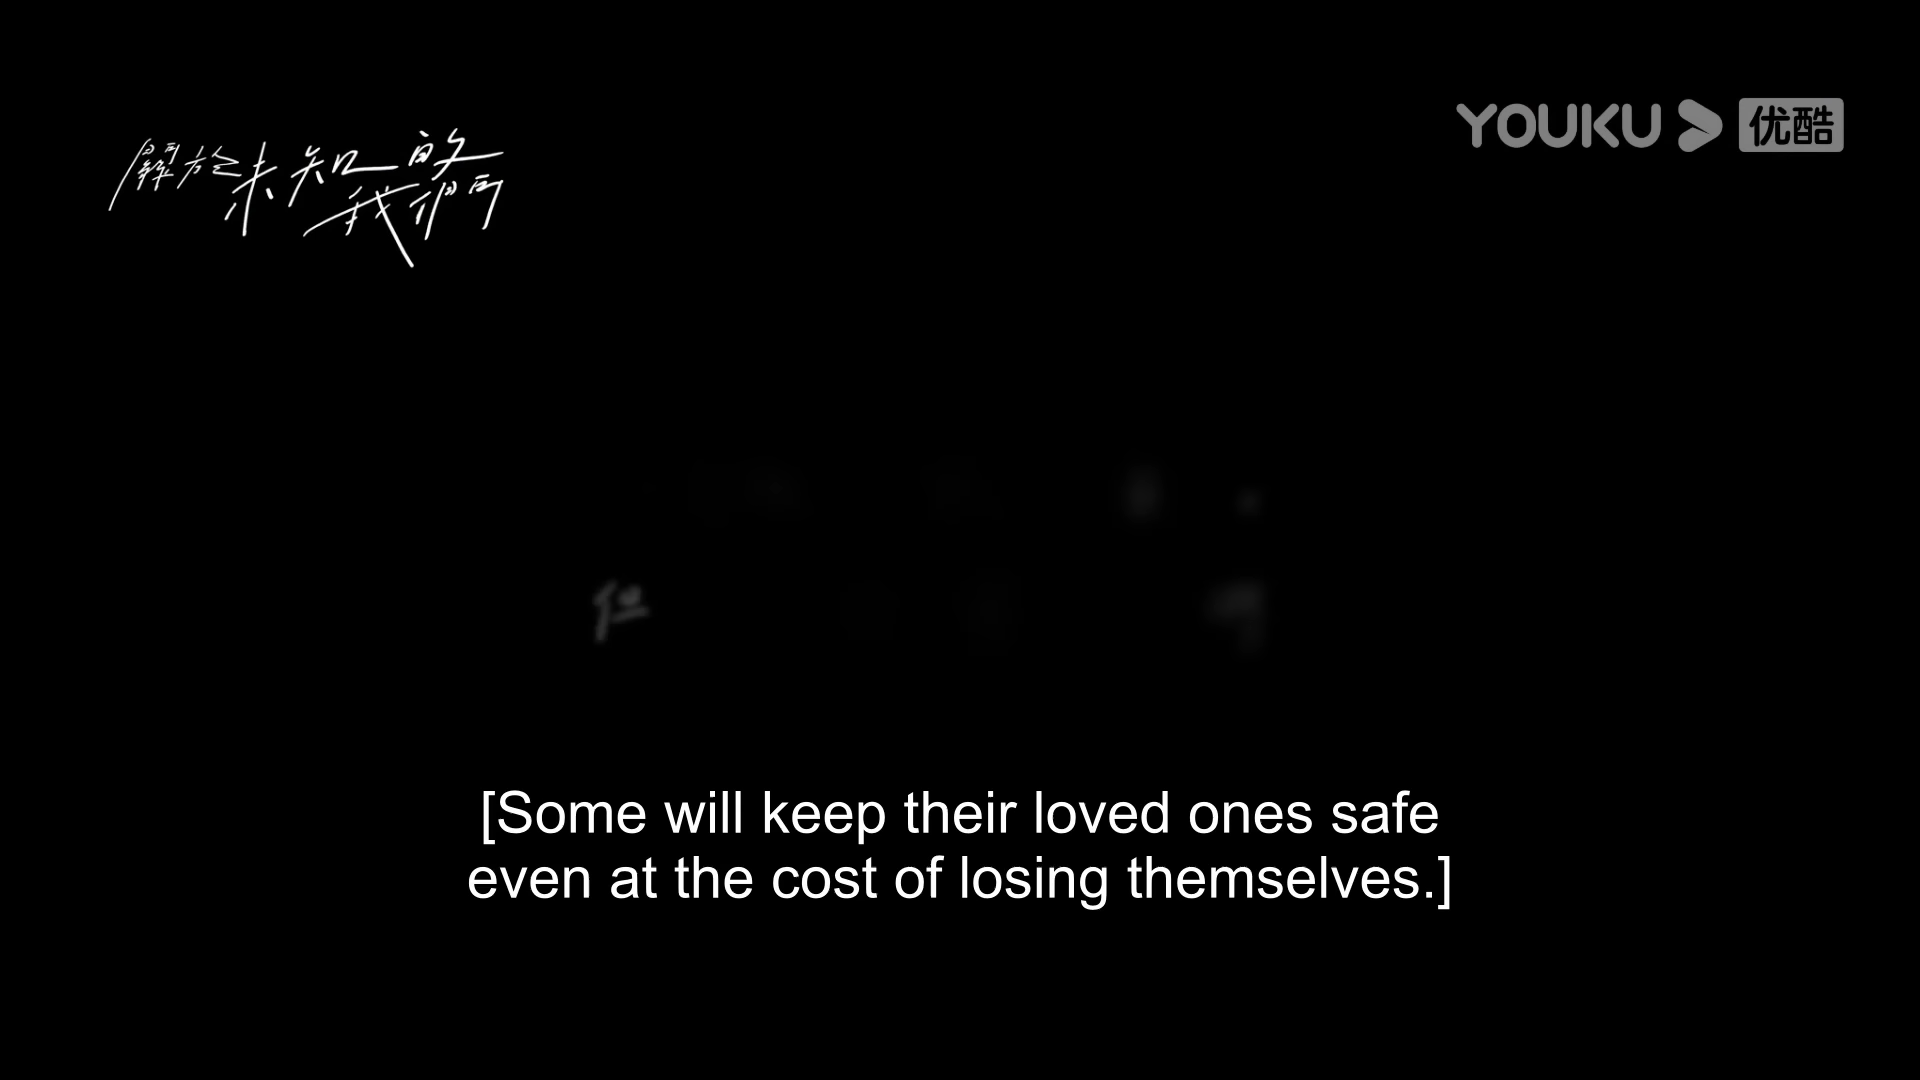 關於未知的
我們
YOUKU 优酷
但
[Some will keep their loved ones safe
even at the cost of losing themselves.]